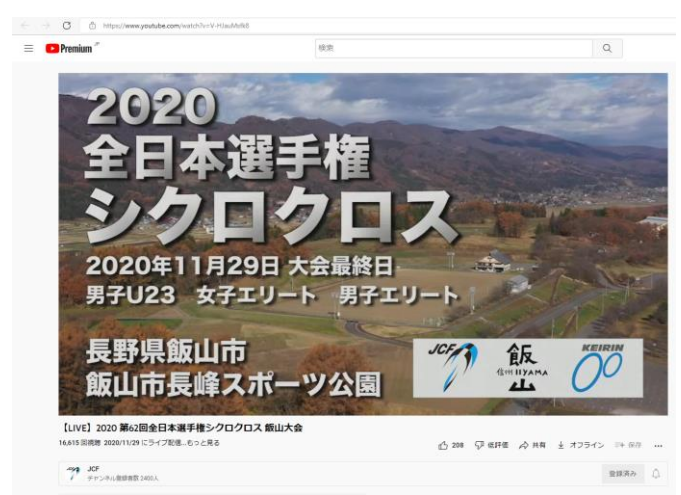 https://www.youtube.com/watch?v=V-HJauMdlk8
Premium JP
検索
2020
全日本選手権
シクロクロス
2020年11月29日 大会最終日
男子U23 女子エリート 男子エリート
長野県飯山市
飯山市長峰スポーツ公園
JCF
飯
信州 IIYAMA
山
KEIRIN
【LIVE】2020 第62回全日本選手権シクロクロス 飯山大会
16,615 回視聴 2020/11/29 にライブ配信...もっと見る
208 低評価 共有 オフライン 保存 ...
JCF
チャンネル登録者数 2400人
登録済み